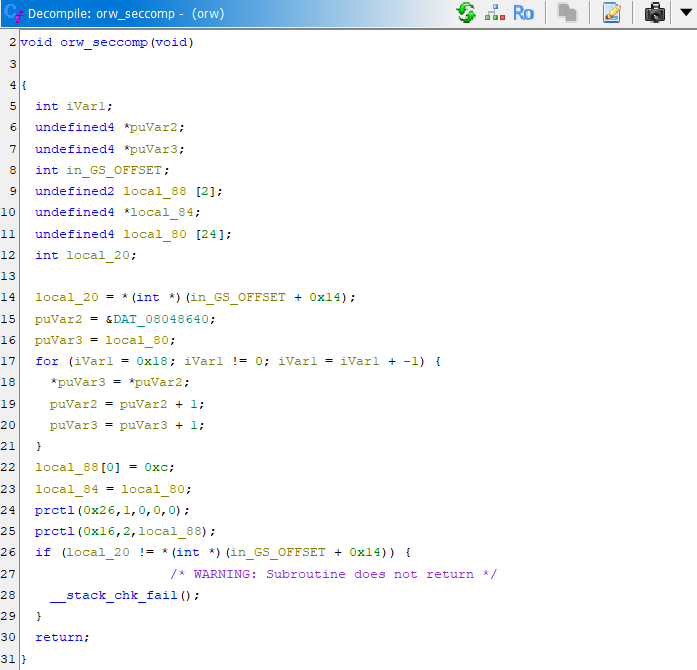 Decompile: orw_seccomp - (orw)
Ro
2 void orw_seccomp(void)
3
4 {
5 int iVar1;
6 undefined4 *puVar2;
7 undefined4 *puVar3;
8 int in_GS_OFFSET;
9 undefined2 local_88 [2];
10 undefined4 *local_84;
11 undefined4 local_80 [24];
12 int local_20;
13
14 local_20 = *(int *)(in_GS_OFFSET + 0x14);
15 puVar2 = &DAT_08048640;
16 puVar3 = local_80;
17 for (iVar1 = 0x18; iVar1 != 0; iVar1 = iVar1 + -1) {
18 *puVar3 = *puVar2;
19 puVar2 = puVar2 + 1;
20 puVar3 = puVar3 + 1;
21 }
22 local_88[0] = 0xc;
23 local_84 = local_80;
24 prctl(0x26,1,0,0,0);
25 prctl(0x16,2,local_88);
26 if (local_20 != *(int *)(in_GS_OFFSET + 0x14)) {
27 /* WARNING: Subroutine does not return */
28 __stack_chk_fail();
29 }
30 return;
31 }